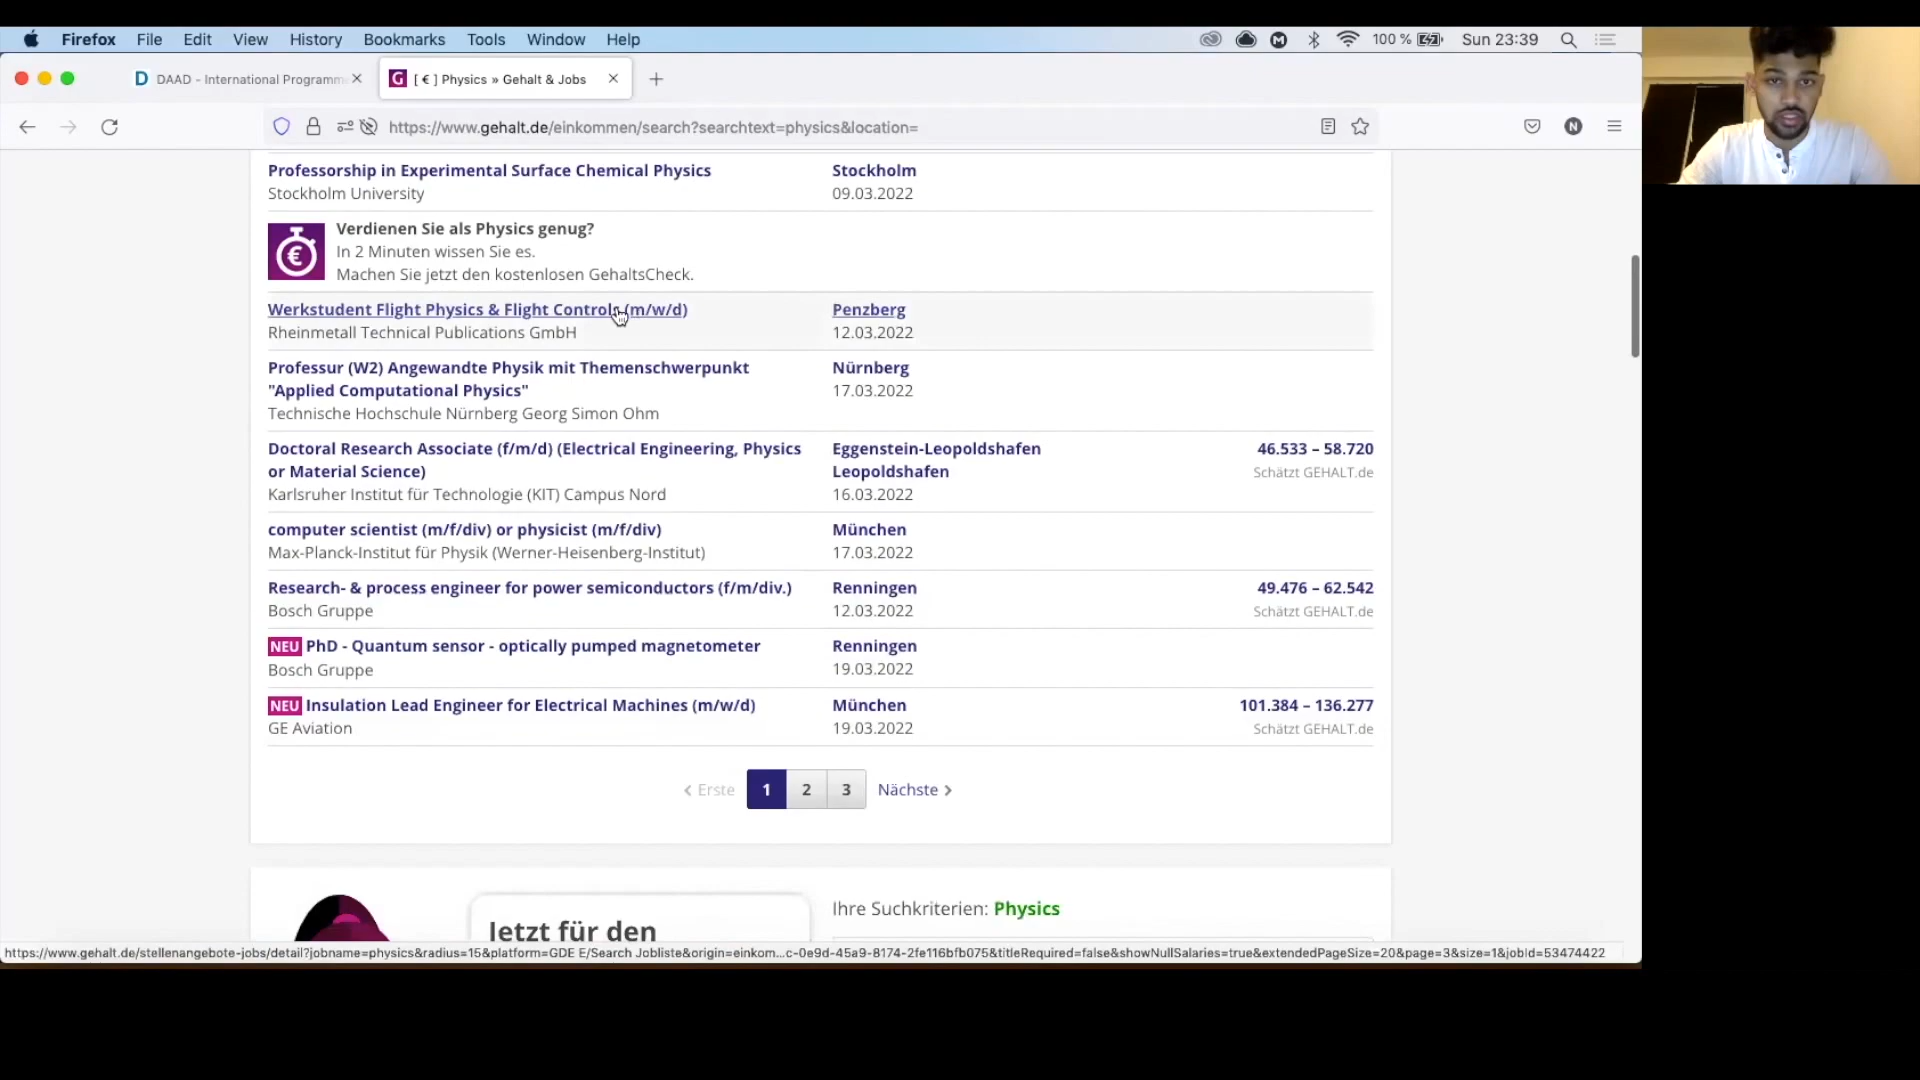 Firefox File Edit View History Bookmarks Tools Window Help 100 % Sun 23:39
DAAD - International Programm [ € ] Physics » Gehalt & Jobs
https://www.gehalt.de/einkommen/search?searchtext=physics&location=
Professorship in Experimental Surface Chemical Physics Stockholm
Stockholm University 09.03.2022
Verdienen Sie als Physics genug?
In 2 Minuten wissen Sie es.
Machen Sie jetzt den kostenlosen GehaltsCheck.
Werkstudent Flight Physics & Flight Controls (m/w/d) Penzberg
Rheinmetall Technical Publications GmbH 12.03.2022
Professur (W2) Angewandte Physik mit Themenschwerpunkt Nürnberg
"Applied Computational Physics" 17.03.2022
Technische Hochschule Nürnberg Georg Simon Ohm
Doctoral Research Associate (f/m/d) (Electrical Engineering, Physics Eggenstein-Leopoldshafen 46.533 – 58.720
or Material Science) Leopoldshafen Schätzt GEHALT.de
Karlsruher Institut für Technologie (KIT) Campus Nord 16.03.2022
computer scientist (m/f/div) or physicist (m/f/div) München
Max-Planck-Institut für Physik (Werner-Heisenberg-Institut) 17.03.2022
Research- & process engineer for power semiconductors (f/m/div.) Renningen 49.476 – 62.542
Bosch Gruppe 12.03.2022 Schätzt GEHALT.de
NEU PhD - Quantum sensor - optically pumped magnetometer Renningen
Bosch Gruppe 19.03.2022
NEU Insulation Lead Engineer for Electrical Machines (m/w/d) München 101.384 – 136.277
GE Aviation 19.03.2022 Schätzt GEHALT.de
Erste 1 2 3 Nächste
Ihre Suchkriterien: Physics
Jetzt für den
https://www.gehalt.de/stellenangebote-jobs/detail?jobname=physics&radius=15&platform=GDE E/Search Jobliste&origin=einkom...c-0e9d-45a9-8174-2fe116bfb075&titleRequired=false&showNullSalaries=true&extendedPageSize=20&page=3&size=1&jobId=53474422